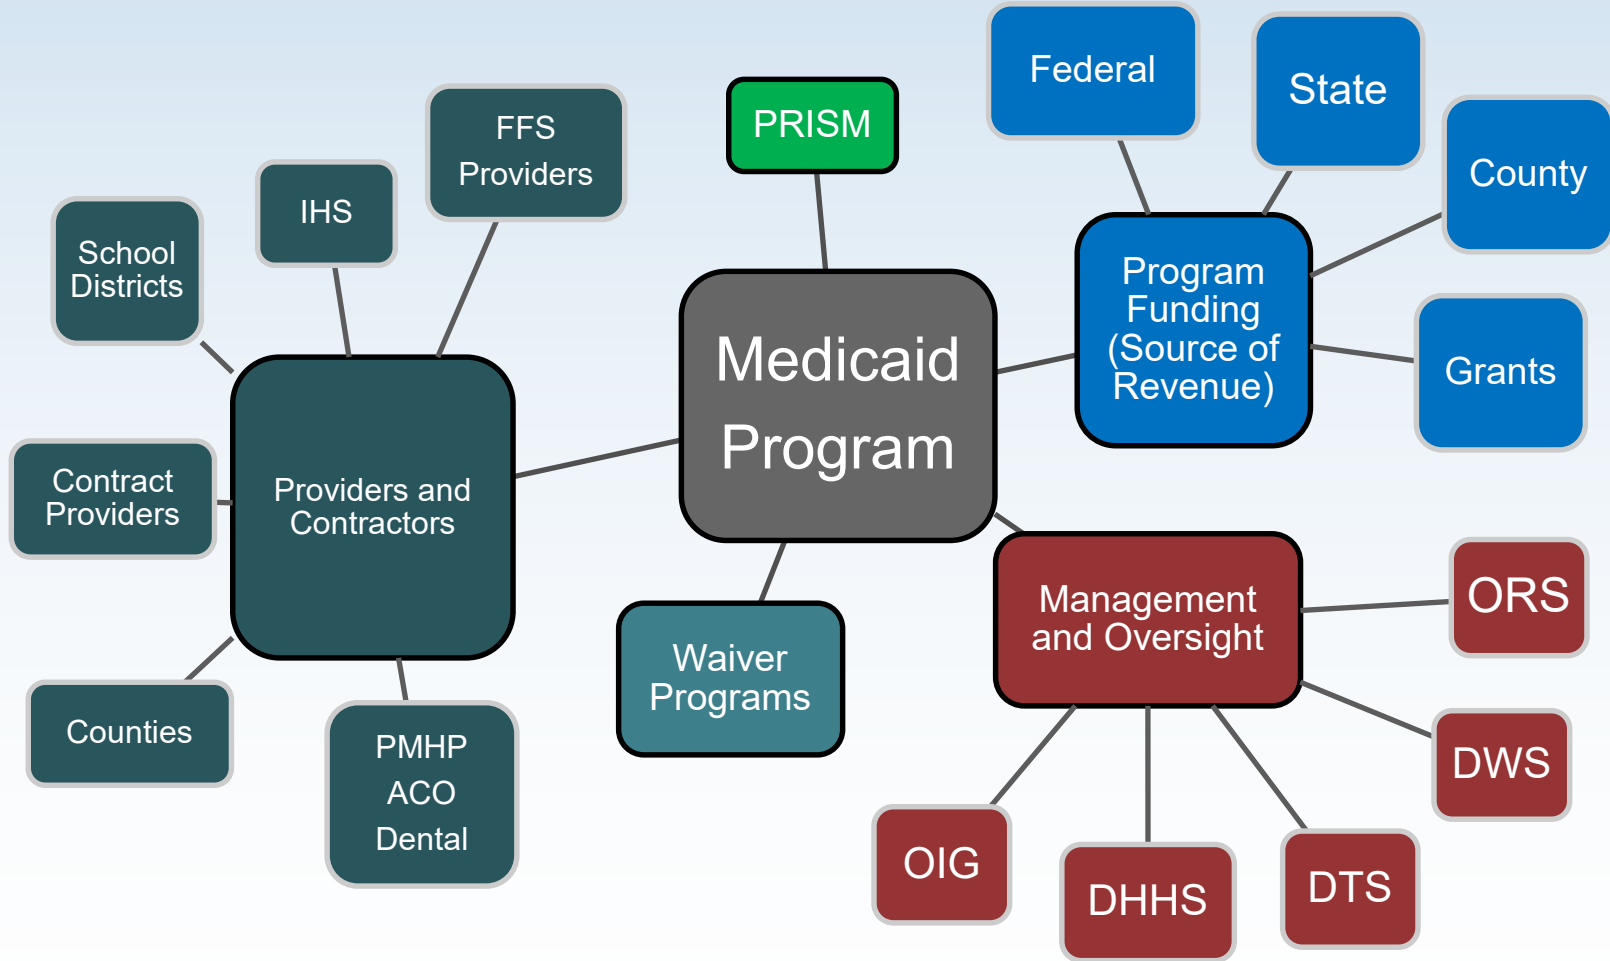 Federal
State
County
Grants
Program
Funding
(Source of
Revenue)
PRISM
FFS
Providers
IHS
School
Districts
Contract
Providers
Providers and
Contractors
Counties
PMHP
ACO
Dental
Medicaid
Program
Waiver
Programs
Management
and Oversight
ORS
DWS
DTS
DHHS
OIG